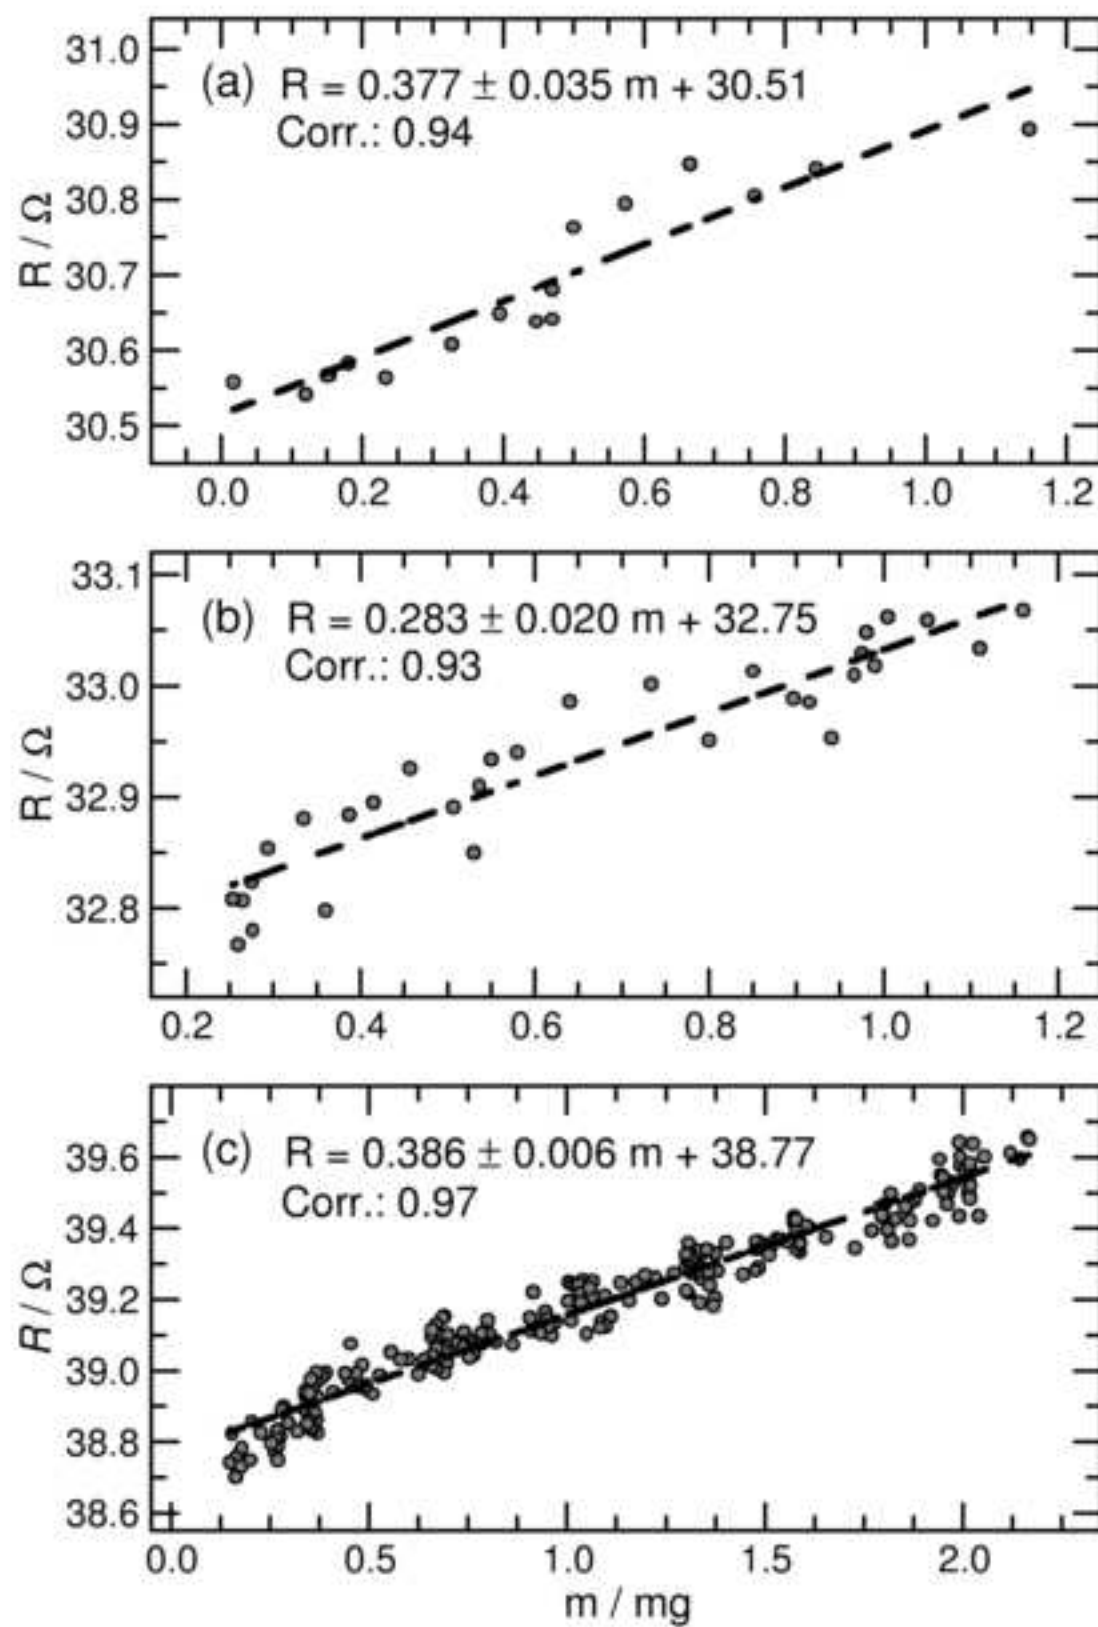 31.0
(a) R = 0.377 ± 0.035 m + 30.51
Corr.: 0.94
30.9
30.8
R / Ω
30.7
30.6
30.5
0.0 0.2 0.4 0.6 0.8 1.0 1.2
33.1
(b) R = 0.283 ± 0.020 m + 32.75
Corr.: 0.93
33.0
R / Ω
32.9
32.8
0.2 0.4 0.6 0.8 1.0 1.2
(c) R = 0.386 ± 0.006 m + 38.77
39.6
Corr.: 0.97
39.4
R / Ω
39.2
39.0
38.8
38.6
0.0 0.5 1.0 1.5 2.0
m / mg